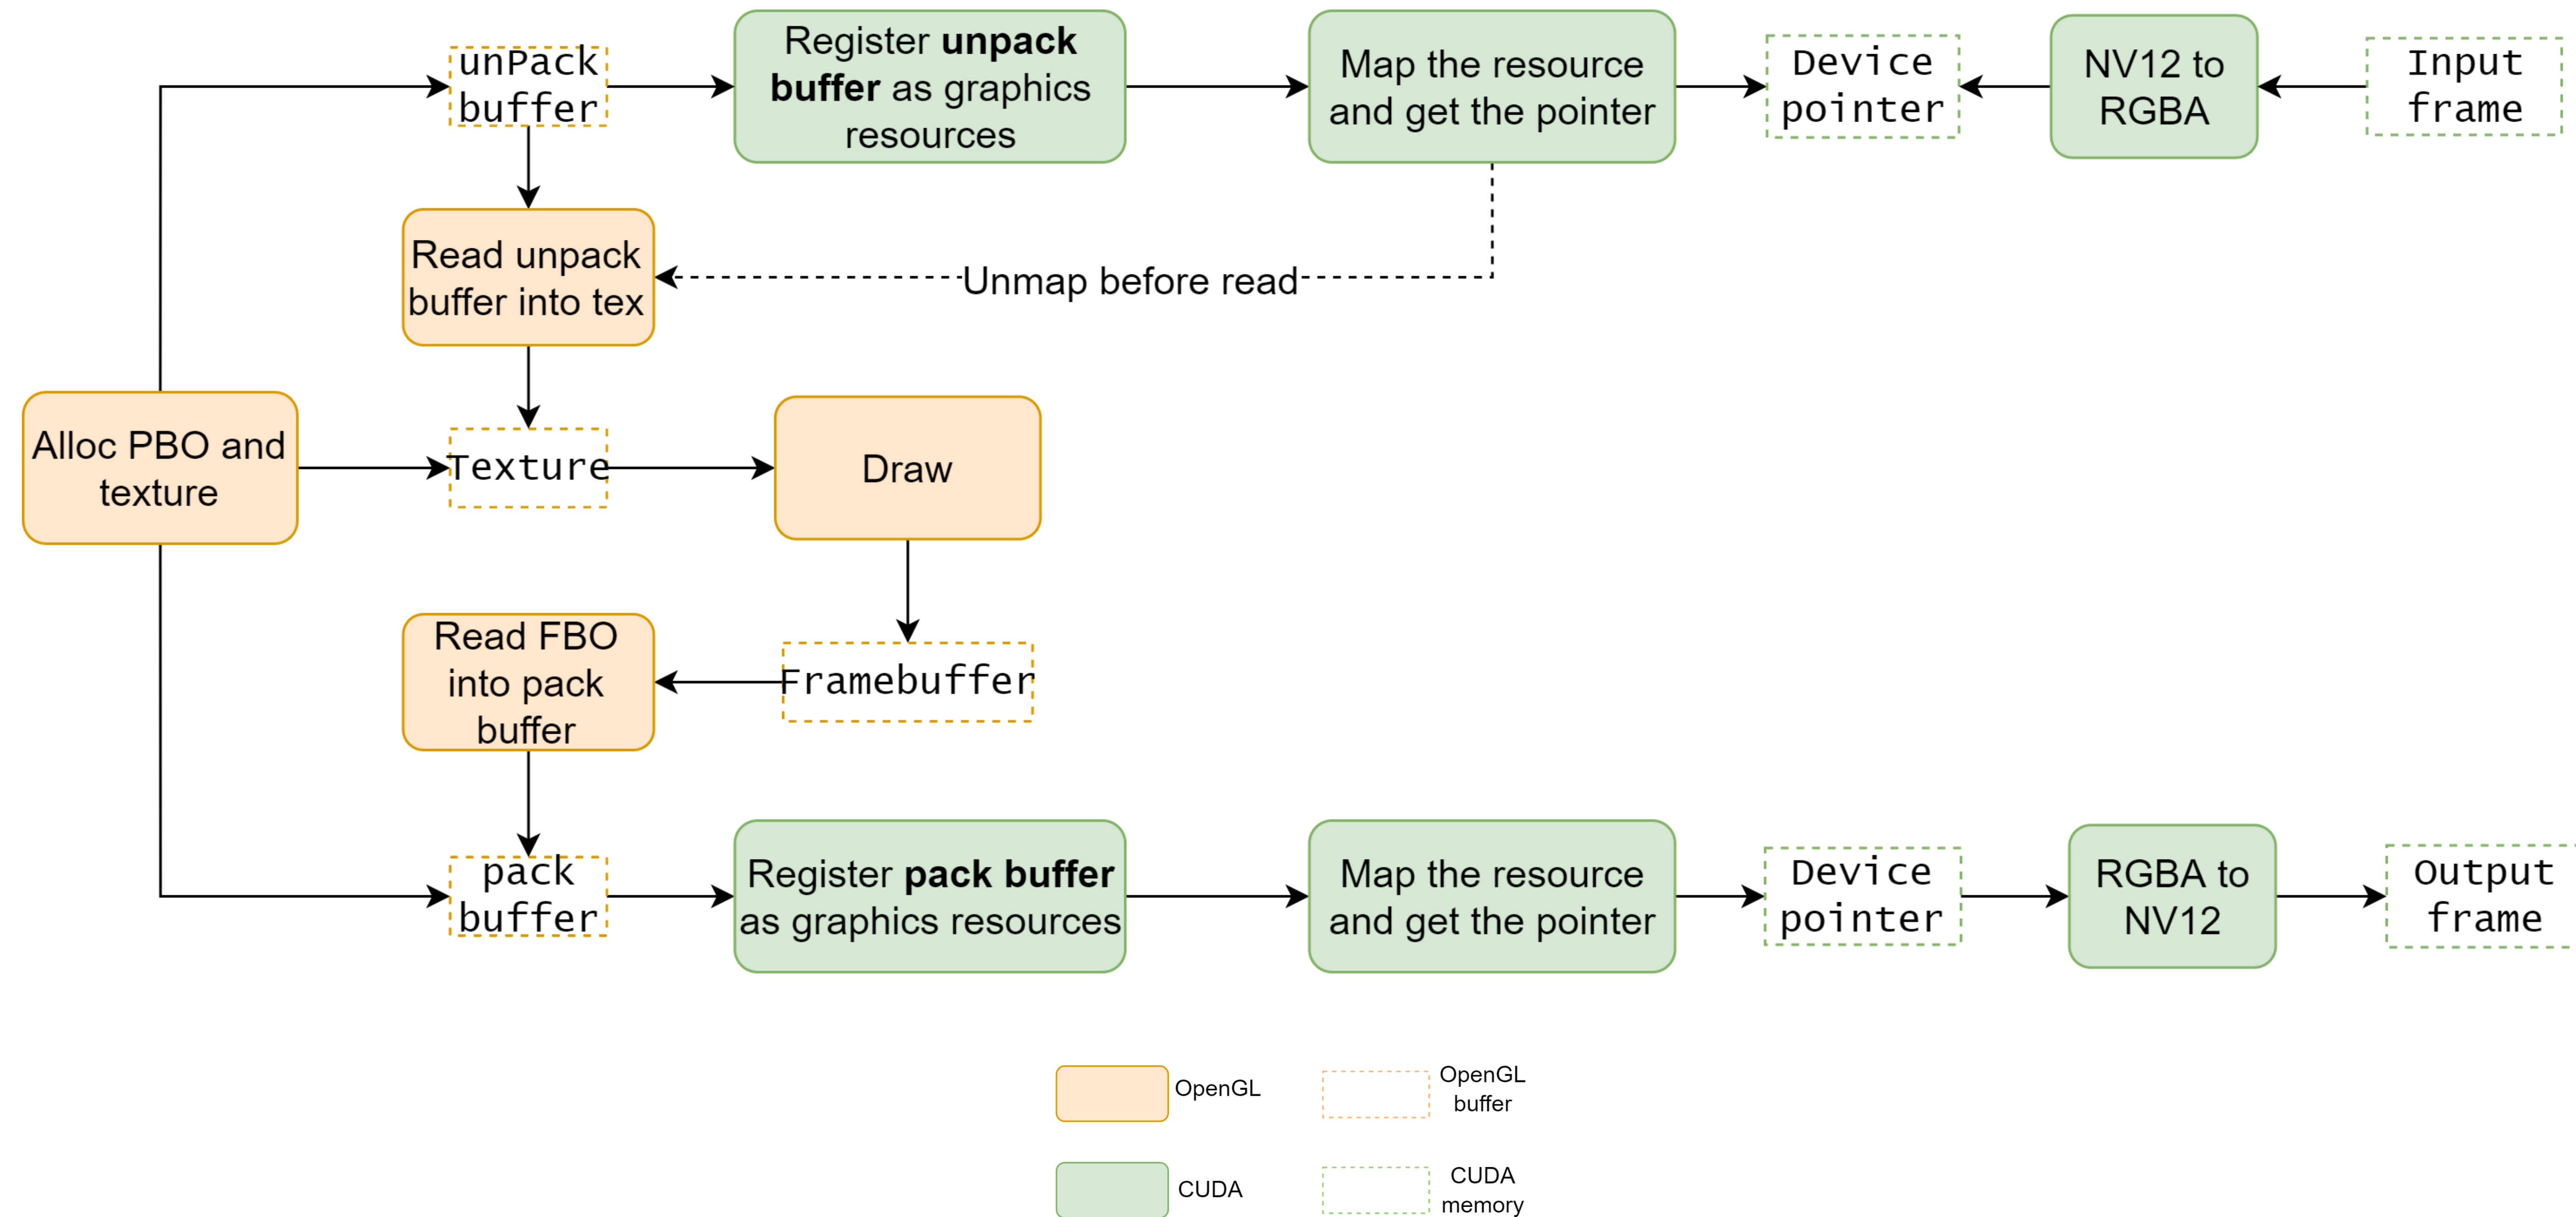 unPack
buffer
Register unpack
buffer as graphics
resources
Map the resource
and get the pointer
Device
pointer
NV12 to
RGBA
Input
frame
Read unpack
buffer into tex
Unmap before read
Alloc PBO and
texture
Texture
Draw
Read FBO
into pack
buffer
Framebuffer
pack
buffer
Register pack buffer
as graphics resources
Map the resource
and get the pointer
Device
pointer
RGBA to
NV12
Output
frame
OpenGL
OpenGL
buffer
CUDA
CUDA
memory